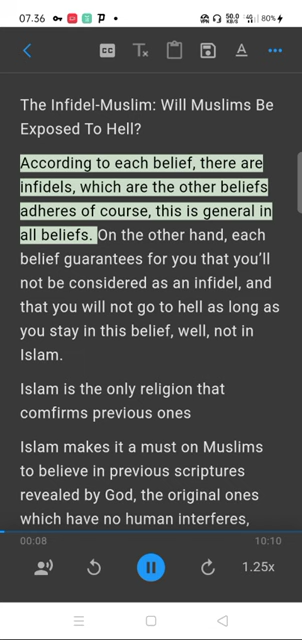 07.36
50.0
KB/S
4G
80%
CC
The Infidel-Muslim: Will Muslims Be
Exposed To Hell?
According to each belief, there are
infidels, which are the other beliefs
adheres of course, this is general in
all beliefs. On the other hand, each
belief guarantees for you that you'll
not be considered as an infidel, and
that you will not go to hell as long as
you stay in this belief, well, not in
Islam.
Islam is the only religion that
comfirms previous ones
Islam makes it a must on Muslims
to believe in previous scriptures
revealed by God, the original ones
which have no human interferes,
00:08
10:10
1.25x